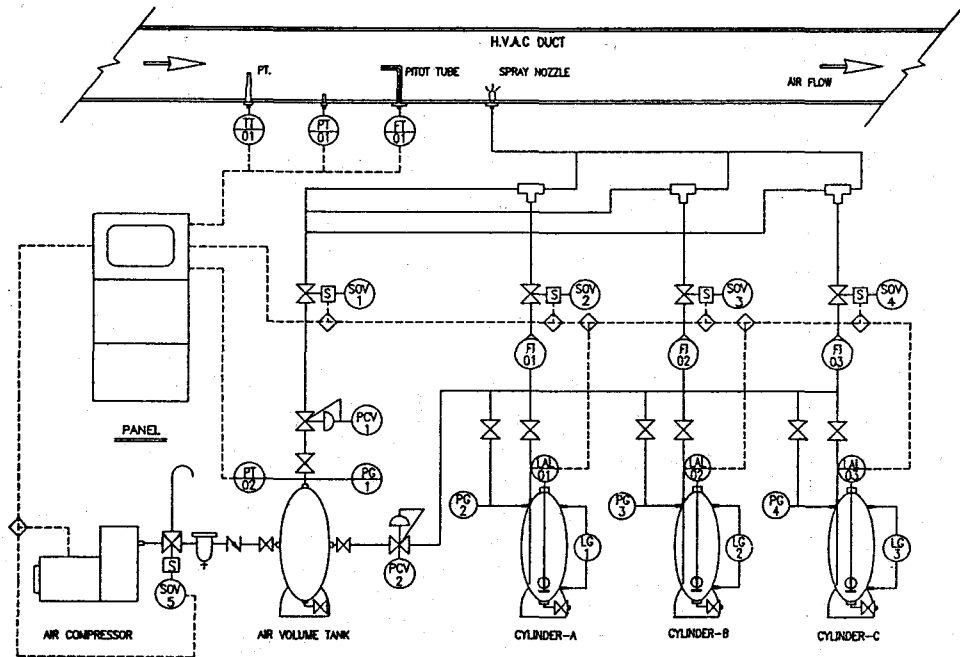 H.V.A.C DUCT
PT.
PITOT TUBE
SPRAY NOZZLE
AIR FLOW
TT
01
PT
01
FT
01
S
SOV
1
S
SOV
2
S
SOV
3
S
SOV
4
FI
01
FI
02
FI
03
PANEL
PCV
1
PT
02
PG
1
LAL
01
LAL
02
LAL
03
PG
2
PG
3
PG
4
PCV
2
LG
1
LG
2
LG
3
S
SOV
5
AIR COMPRESSOR
AIR VOLUME TANK
CYLINDER-A
CYLINDER-B
CYLINDER-C